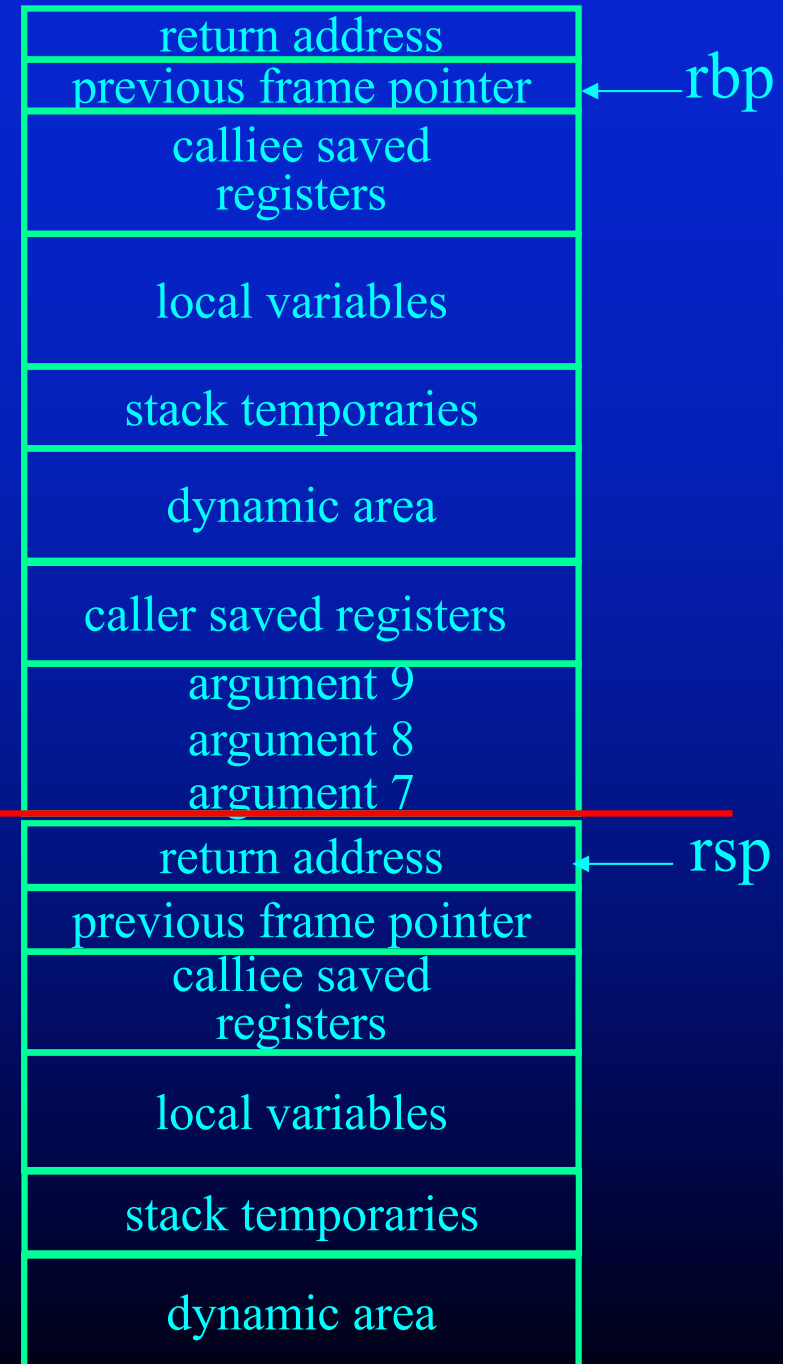 return address
previous frame pointer
rbp
calliee saved
registers
local variables
stack temporaries
dynamic area
caller saved registers
argument 9
argument 8
argument 7
return address
rsp
previous frame pointer
calliee saved
registers
local variables
stack temporaries
dynamic area